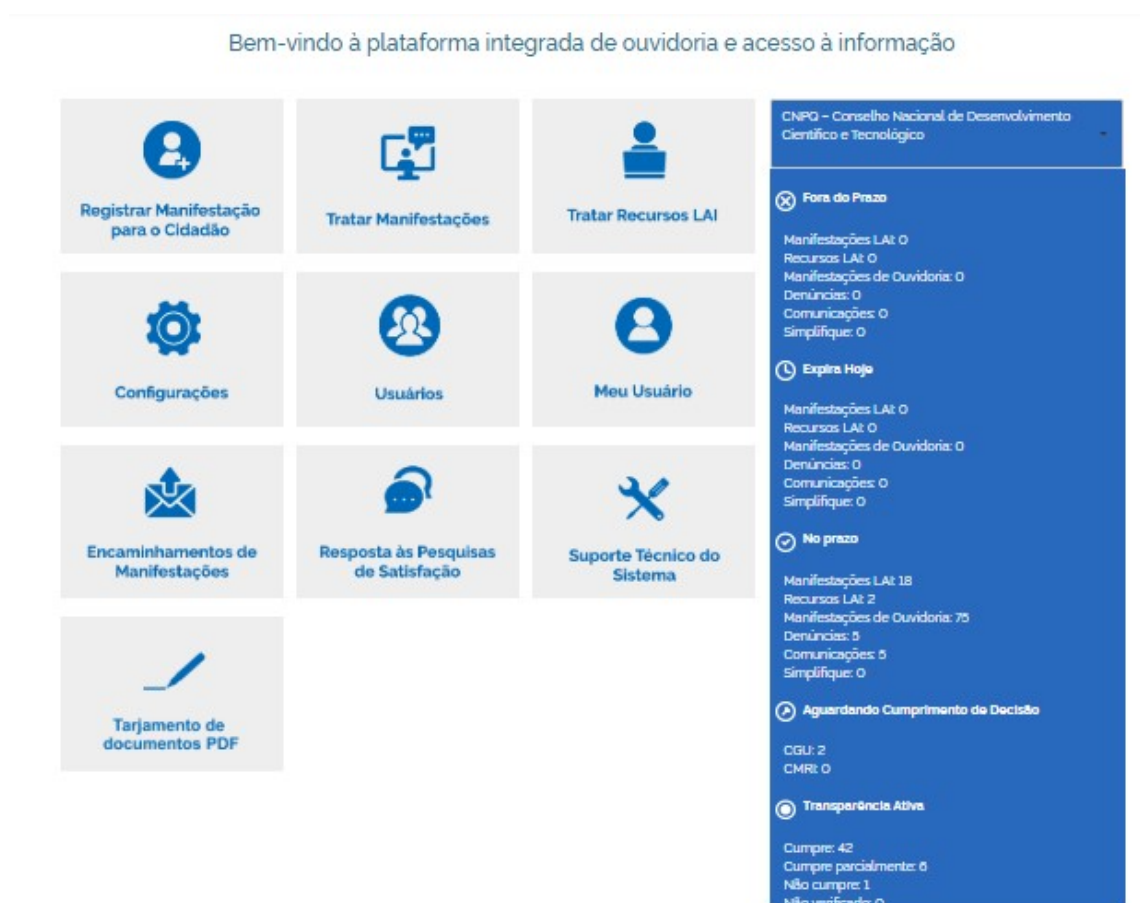 Bem-vindo à plataforma integrada de ouvidoria e acesso à informação
Registrar Manifestação
para o Cidadão
Tratar Manifestações
Tratar Recursos LAI
Configurações
Usuários
Meu Usuário
Encaminhamentos de
Manifestações
Resposta às Pesquisas
de Satisfação
Suporte Técnico do
Sistema
Tarjamento de
documentos PDF
CNPQ – Conselho Nacional de Desenvolvimento
Científico e Tecnológico
Fora do Prazo
Manifestações LAI: 0
Recursos LAI: 0
Manifestações de Ouvidoria: 0
Denúncias: 0
Comunicações: 0
Simplifique: 0
Expira Hoje
Manifestações LAI: 0
Recursos LAI: 0
Manifestações de Ouvidoria: 0
Denúncias: 0
Comunicações: 0
Simplifique: 0
No prazo
Manifestações LAI: 18
Recursos LAI: 2
Manifestações de Ouvidoria: 75
Denúncias: 5
Comunicações: 5
Simplifique: 0
Aguardando Cumprimento de Decisão
CGU: 2
CMRI: 0
Transparência Ativa
Cumpre: 42
Cumpre parcialmente: 6
Não cumpre: 1
Não verificado: 0